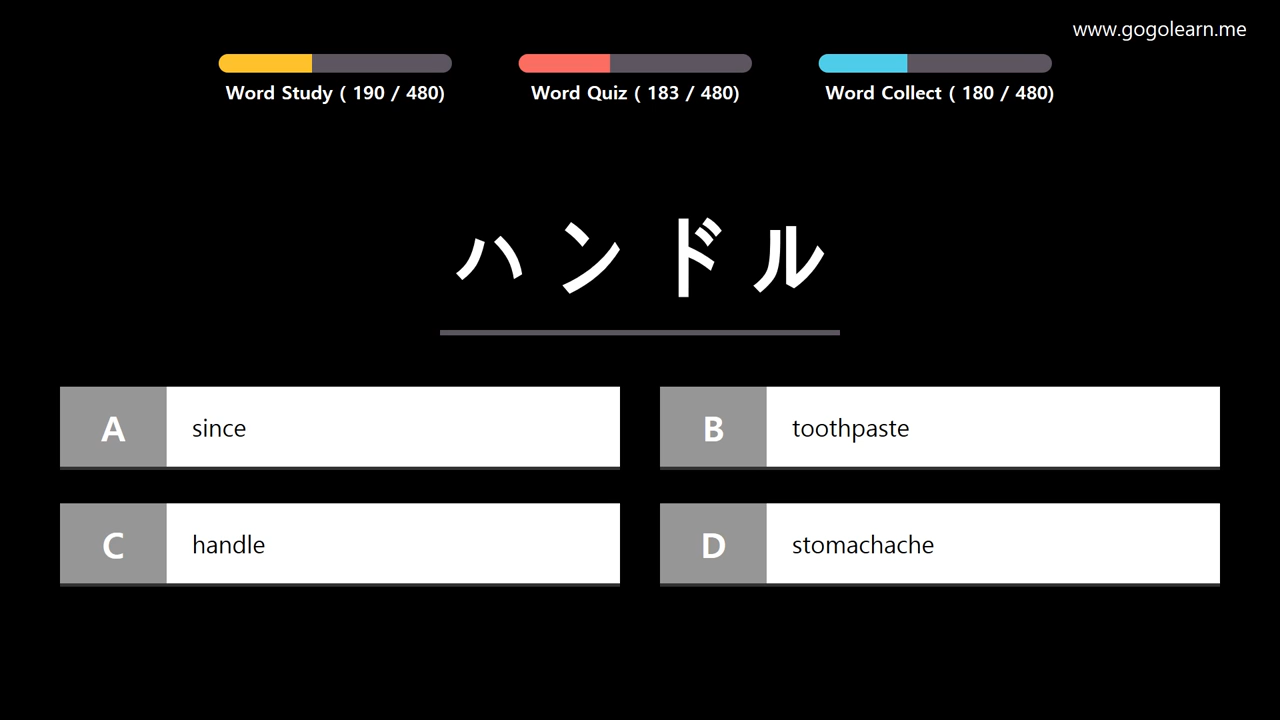 www.gogolearn.me
Word Study ( 190 / 480)
Word Quiz ( 183 / 480)
Word Collect ( 180 / 480)
ハンドル
A since
B toothpaste
C handle
D stomachache